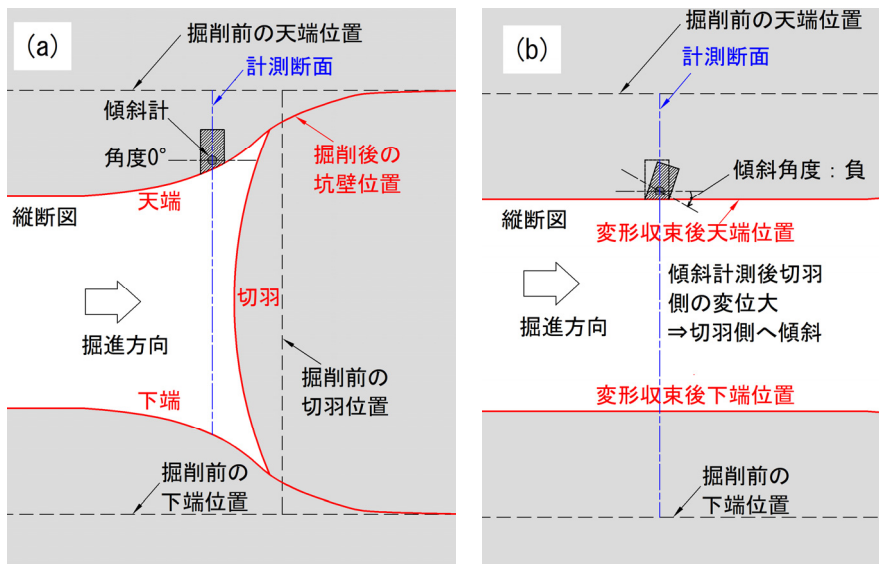 (a)
掘削前の天端位置
計測断面
傾斜計
角度0°
掘削後の
坑壁位置
天端
縦断図
切羽
掘進方向
掘削前の
切羽位置
下端
掘削前の
下端位置
(b)
掘削前の天端位置
計測断面
傾斜角度：負
縦断図
変形収束後天端位置
傾斜計測後切羽
側の変位大
⇒切羽側へ傾斜
掘進方向
変形収束後下端位置
掘削前の
下端位置